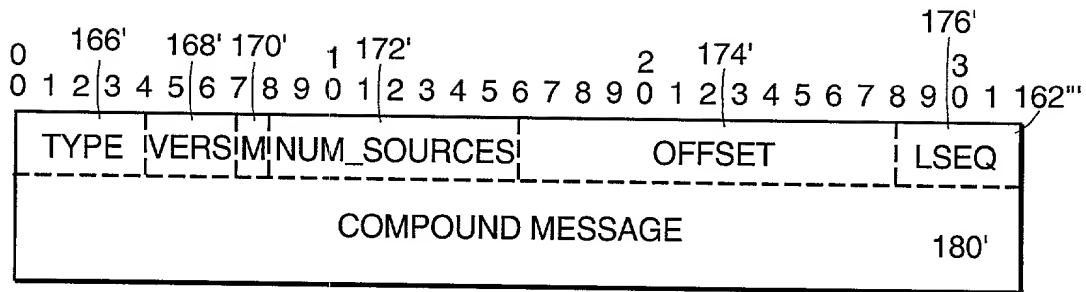 166' 168' 170' 172' 174' 176'
0 1 2 3
0 1 2 3 4 5 6 7 8 9 0 1 2 3 4 5 6 7 8 9 0 1 2 3 4 5 6 7 8 9 0 1 162'''
TYPE VERS M NUM_SOURCES OFFSET LSEQ
COMPOUND MESSAGE
180'